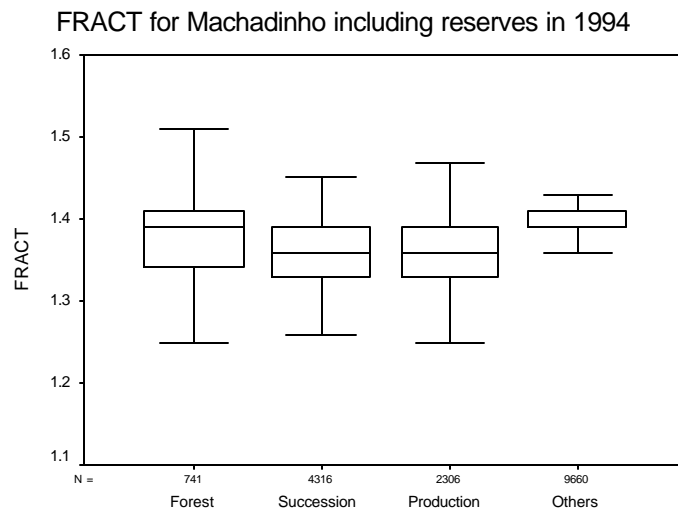 FRACT for Machadinho including reserves in 1994
1.6
1.5
1.4
1.3
1.2
1.1
FRACT
N = 741 4316 2306 9660
Forest Succession Production Others